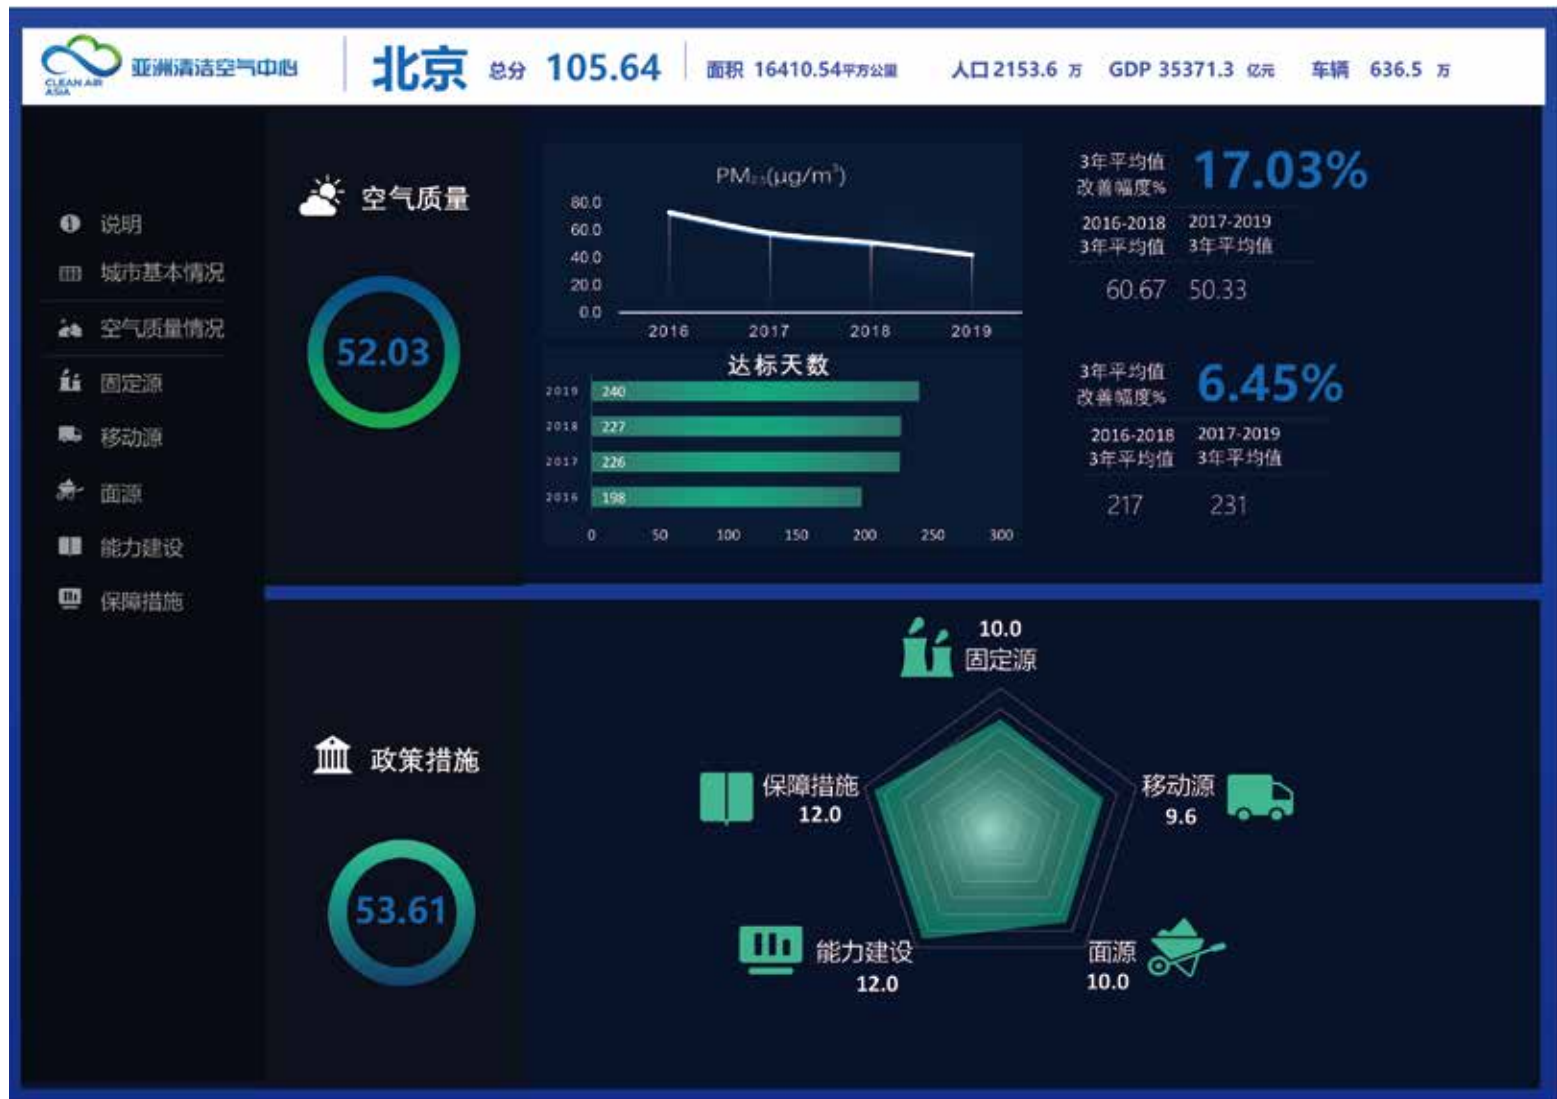 CLEAN AIR ASIA
亚洲清洁空气中心
北京 总分 105.64 面积 16410.54平方公里 人口 2153.6 万 GDP 35371.3 亿元 车辆 636.5 万
说明
城市基本情况
空气质量情况
固定源
移动源
面源
能力建设
保障措施
空气质量
52.03
PM2.5(μg/m³)
80.0
60.0
40.0
20.0
0.0
2016 2017 2018 2019
3年平均值
改善幅度% 17.03%
2016-2018 2017-2019
3年平均值 3年平均值
60.67 50.33
达标天数
2019 240
2018 227
2017 226
2016 198
0 50 100 150 200 250 300
3年平均值
改善幅度% 6.45%
2016-2018 2017-2019
3年平均值 3年平均值
217 231
政策措施
53.61
10.0
固定源
保障措施
12.0
移动源
9.6
能力建设
12.0
面源
10.0